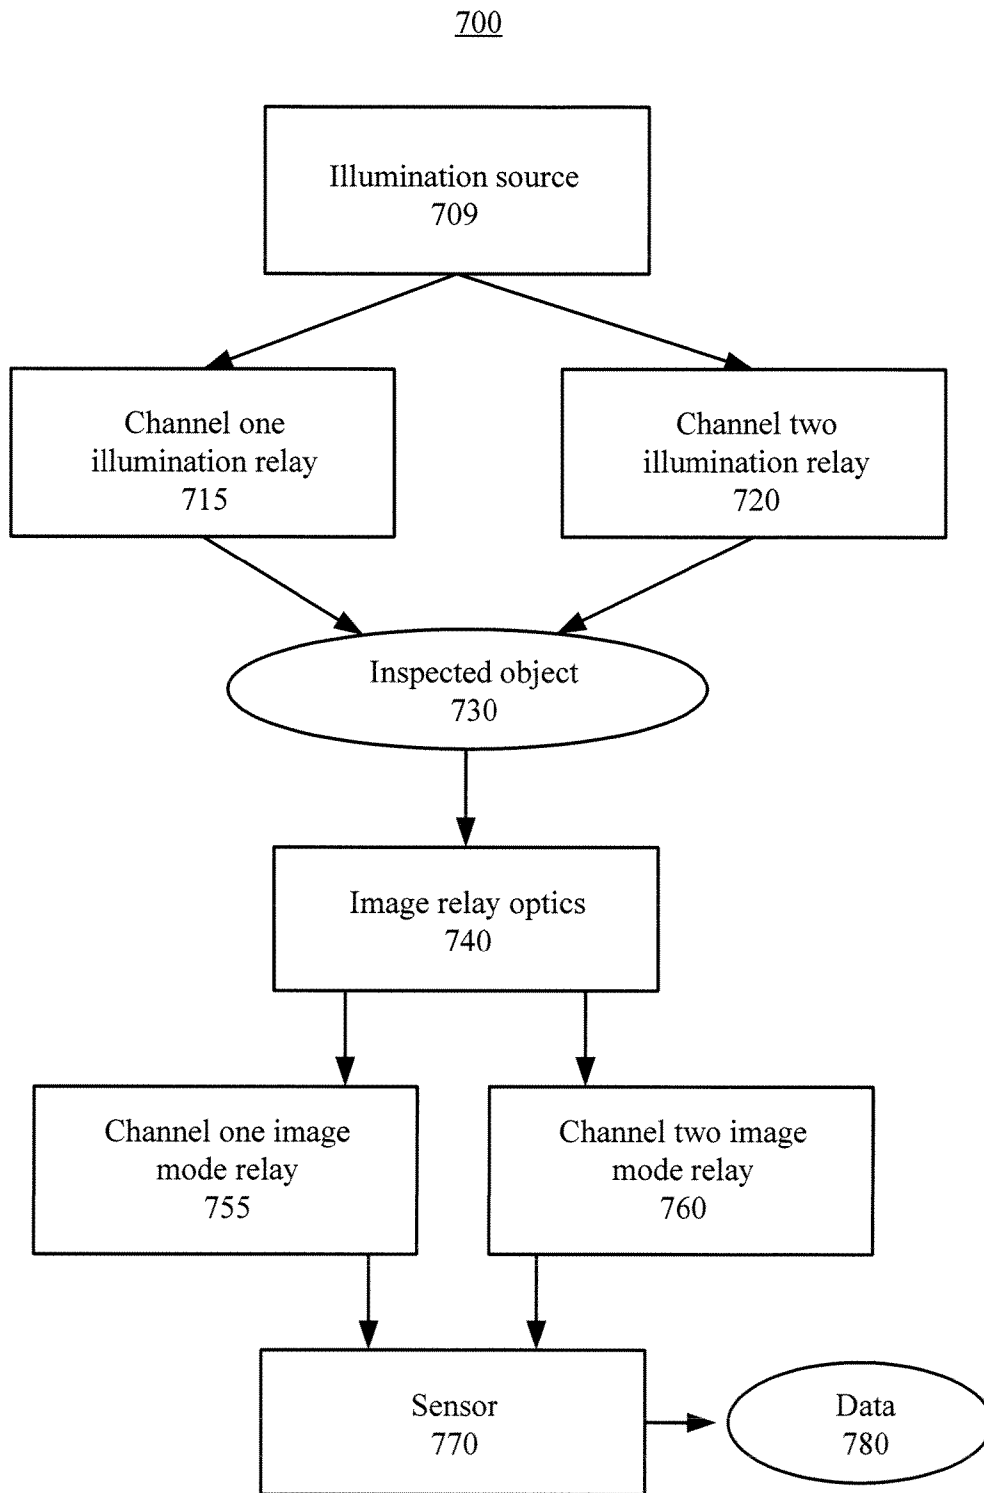 700
Illumination source
709
Channel one
illumination relay
715
Channel two
illumination relay
720
Inspected object
730
Image relay optics
740
Channel one image
mode relay
755
Channel two image
mode relay
760
Sensor
770
Data
780